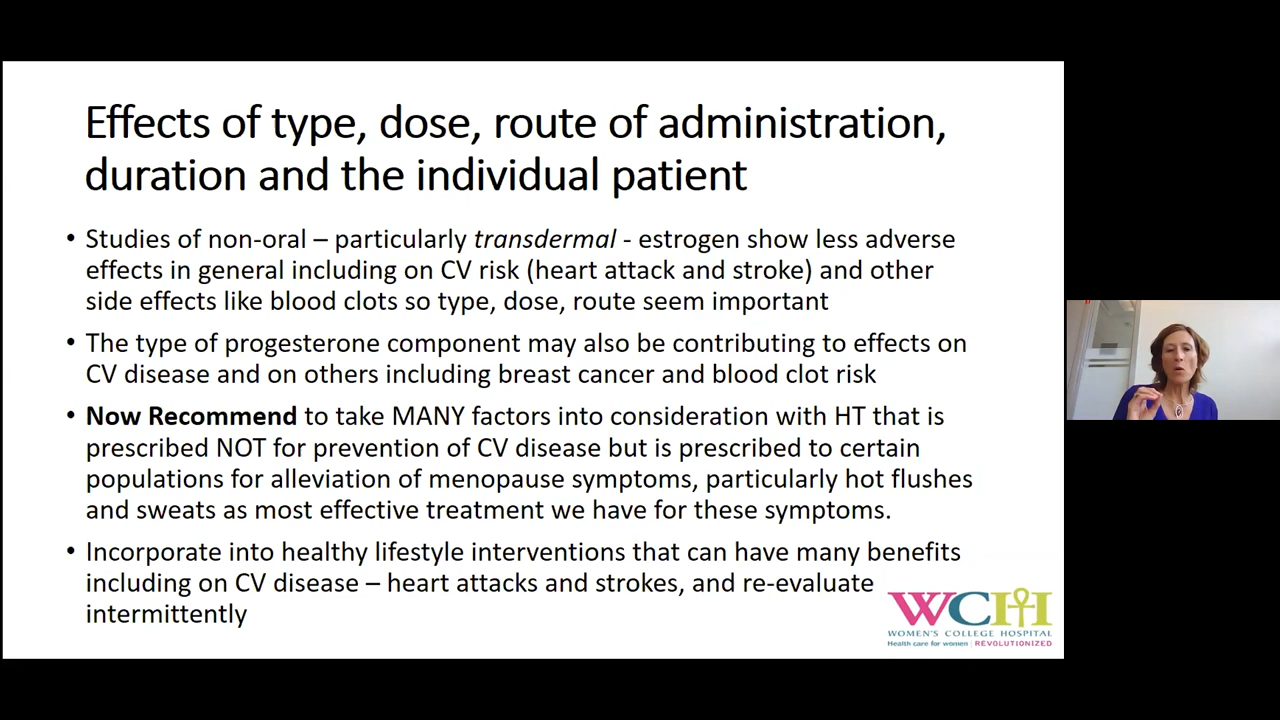 Effects of type, dose, route of administration,
duration and the individual patient
• Studies of non-oral – particularly transdermal - estrogen show less adverse
effects in general including on CV risk (heart attack and stroke) and other
side effects like blood clots so type, dose, route seem important
• The type of progesterone component may also be contributing to effects on
CV disease and on others including breast cancer and blood clot risk
• Now Recommend to take MANY factors into consideration with HT that is
prescribed NOT for prevention of CV disease but is prescribed to certain
populations for alleviation of menopause symptoms, particularly hot flushes
and sweats as most effective treatment we have for these symptoms.
• Incorporate into healthy lifestyle interventions that can have many benefits
including on CV disease – heart attacks and strokes, and re-evaluate
intermittently
WCH
WOMEN'S COLLEGE HOSPITAL
Health care for women | REVOLUTIONIZED